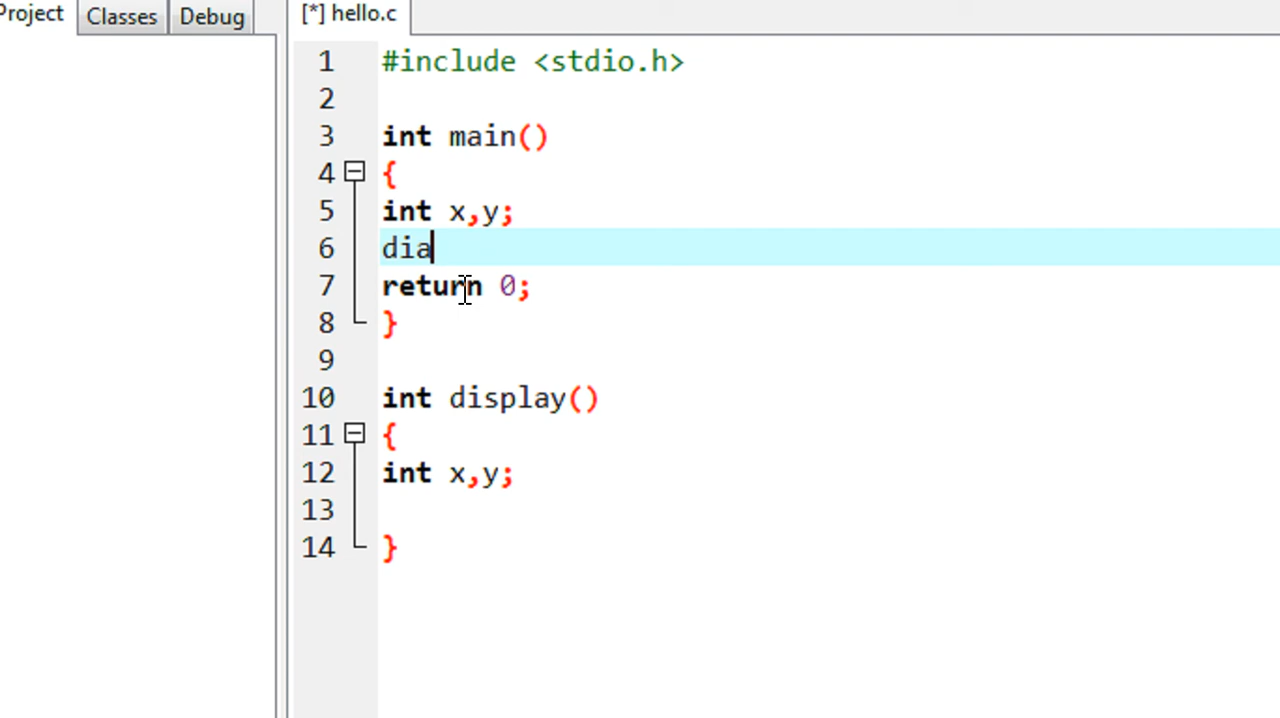 Project Classes Debug
[*] hello.c
1 #include <stdio.h>
2
3 int main()
4 {
5 int x,y;
6 dia
7 return 0;
8 }
9
10 int display()
11 {
12 int x,y;
13
14 }